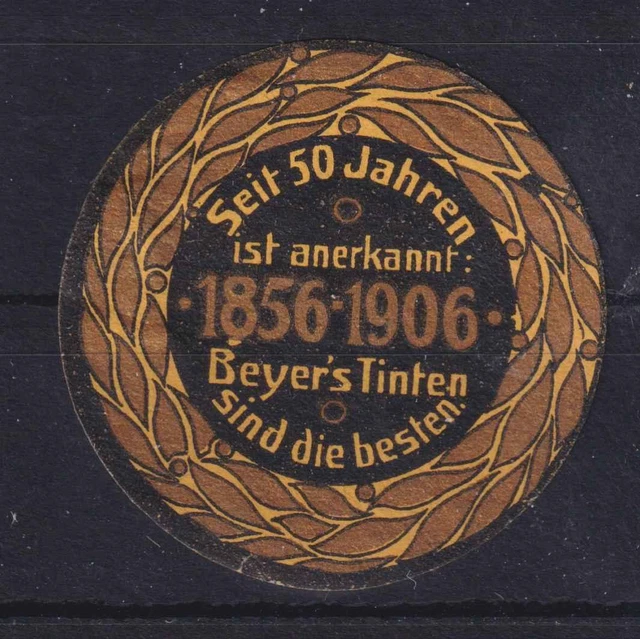 Seit 50 Jahren
ist anerkannt:
·1856-1906·
Beyer's Tinten
sind die besten.